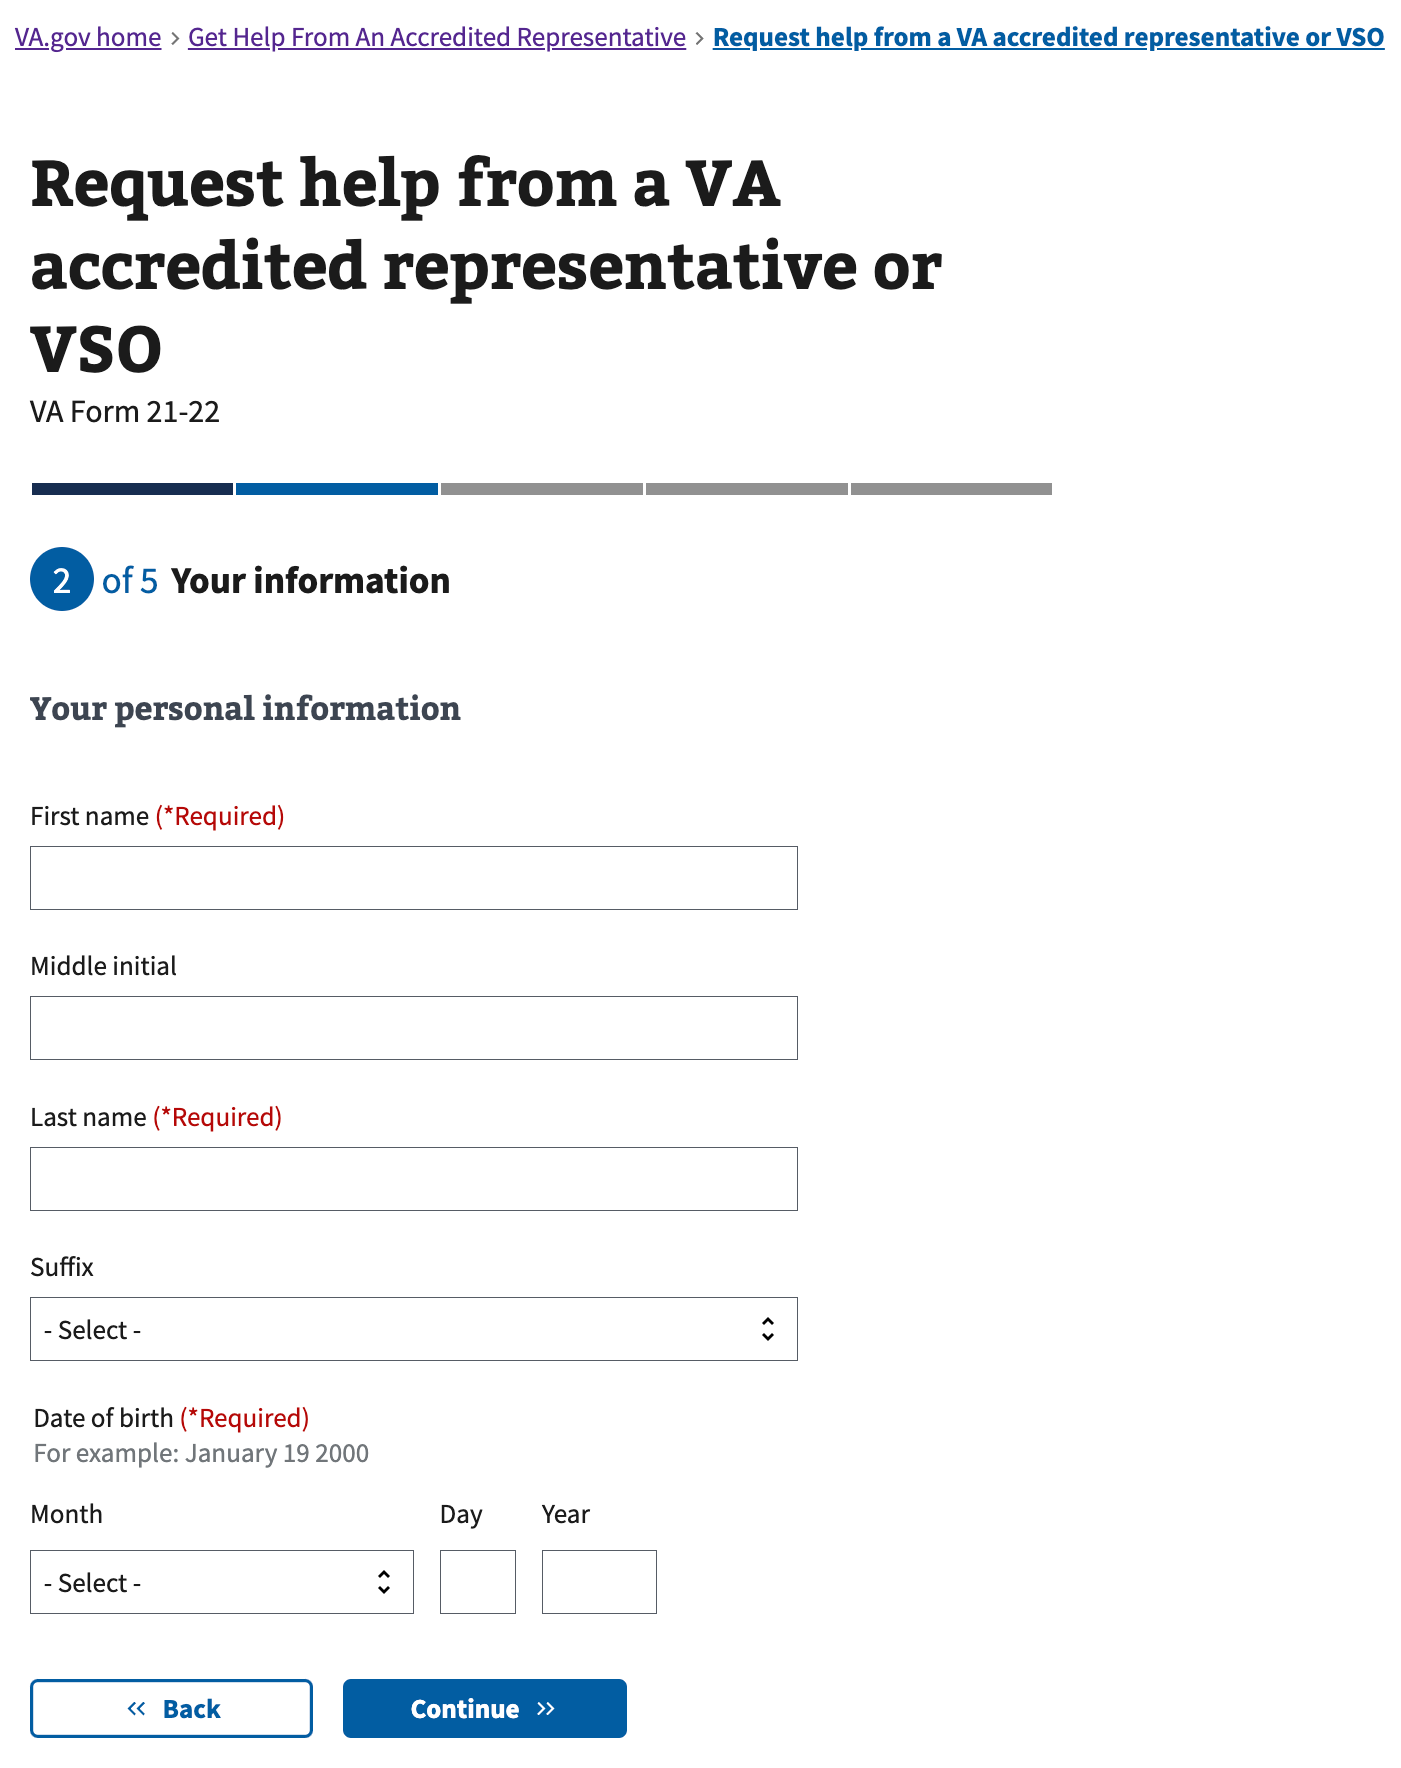 VA.gov home › Get Help From An Accredited Representative › Request help from a VA accredited representative or VSO
Request help from a VA
accredited representative or
VSO
VA Form 21-22
2 of 5 Your information
Your personal information
First name (*Required)
Middle initial
Last name (*Required)
Suffix
- Select -
Date of birth (*Required)
For example: January 19 2000
Month Day Year
- Select -
« Back Continue »